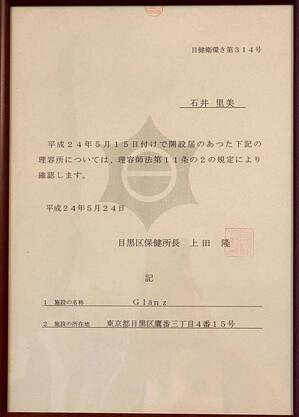 目健衛環き第314号
石井 里美
平成24年5月15日付けで開設届のあった下記の
理容所については、理容師法第11条の2の規定により
確認します。
平成24年5月24日
目黒区保健所長 上田 隆
記
1 施設の名称 Glänz
2 施設の所在地 東京都目黒区鷹番三丁目4番15号